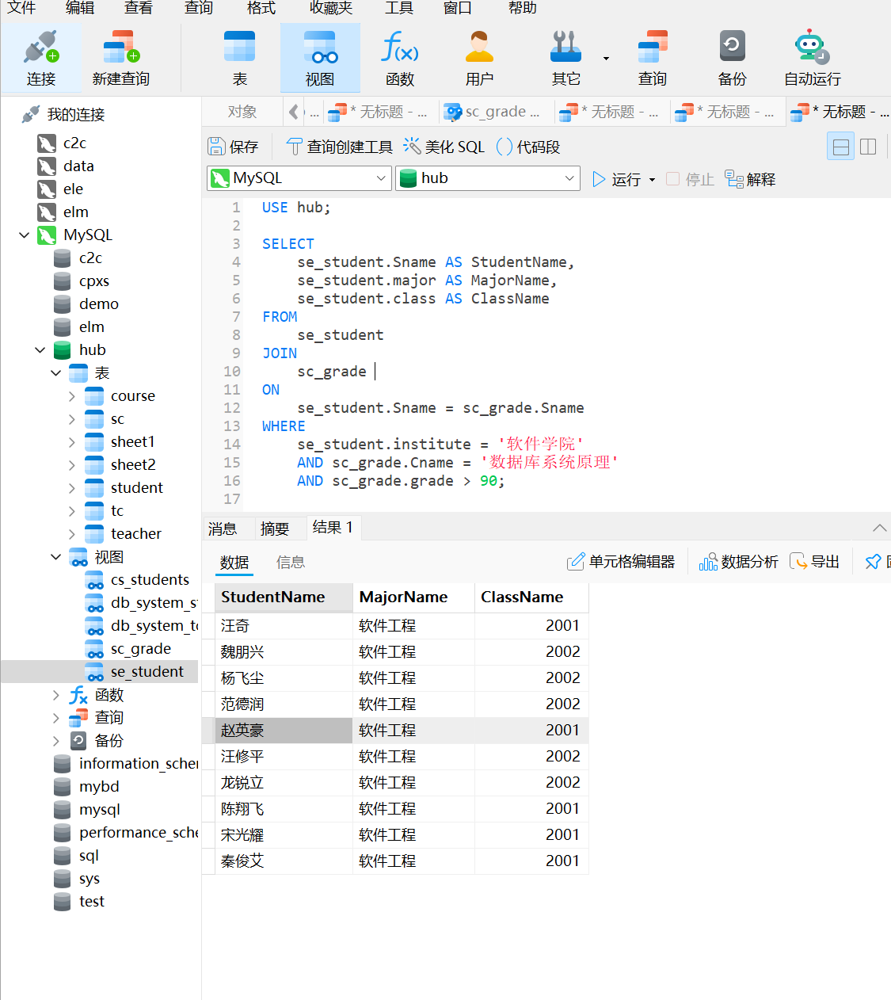 文件 编辑 查看 查询 格式 收藏夹 工具 窗口 帮助
连接 新建查询 表 视图 函数 用户 其它 查询 备份 自动运行
我的连接
c2c
data
ele
elm
MySQL
c2c
cpxs
demo
elm
hub
表
course
sc
sheet1
sheet2
student
tc
teacher
视图
cs_students
db_system_s
db_system_t
sc_grade
se_student
函数
查询
备份
information_scher
mybd
mysql
performance_sche
sql
sys
test
对象 ... * 无标题 - ... sc_grade ... * 无标题 - ... * 无标题 - ... * 无标题 - ...
保存 查询创建工具 美化 SQL () 代码段
MySQL hub 运行 停止 解释
1 USE hub;
2
3 SELECT
4 se_student.Sname AS StudentName,
5 se_student.major AS MajorName,
6 se_student.class AS ClassName
7 FROM
8 se_student
9 JOIN
10 sc_grade
11 ON
12 se_student.Sname = sc_grade.Sname
13 WHERE
14 se_student.institute = '软件学院'
15 AND sc_grade.Cname = '数据库系统原理'
16 AND sc_grade.grade > 90;
17
消息 摘要 结果 1
数据 信息 单元格编辑器 数据分析 导出
StudentName MajorName ClassName
汪奇 软件工程 2001
魏朋兴 软件工程 2002
杨飞尘 软件工程 2002
范德润 软件工程 2002
赵英豪 软件工程 2001
汪修平 软件工程 2002
龙锐立 软件工程 2002
陈翔飞 软件工程 2001
宋光耀 软件工程 2001
秦俊艾 软件工程 2001